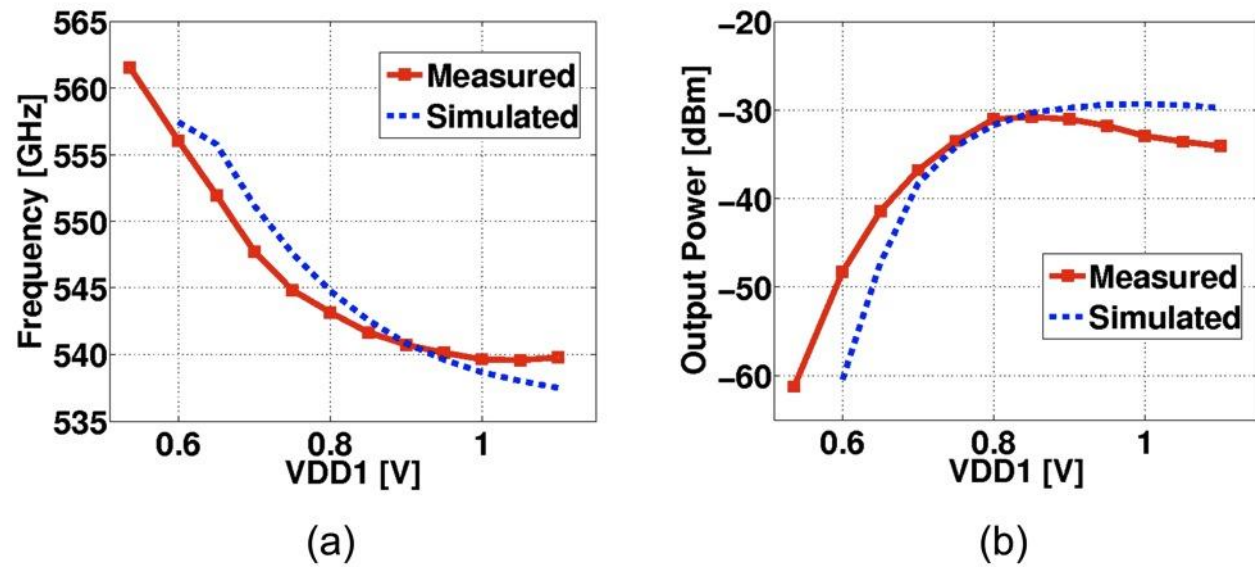 565
560
555
550
545
540
535
Frequency [GHz]
Measured
Simulated
0.6
0.8
1
VDD1 [V]
(a)
−20
−30
−40
−50
−60
Output Power [dBm]
Measured
Simulated
0.6
0.8
1
VDD1 [V]
(b)